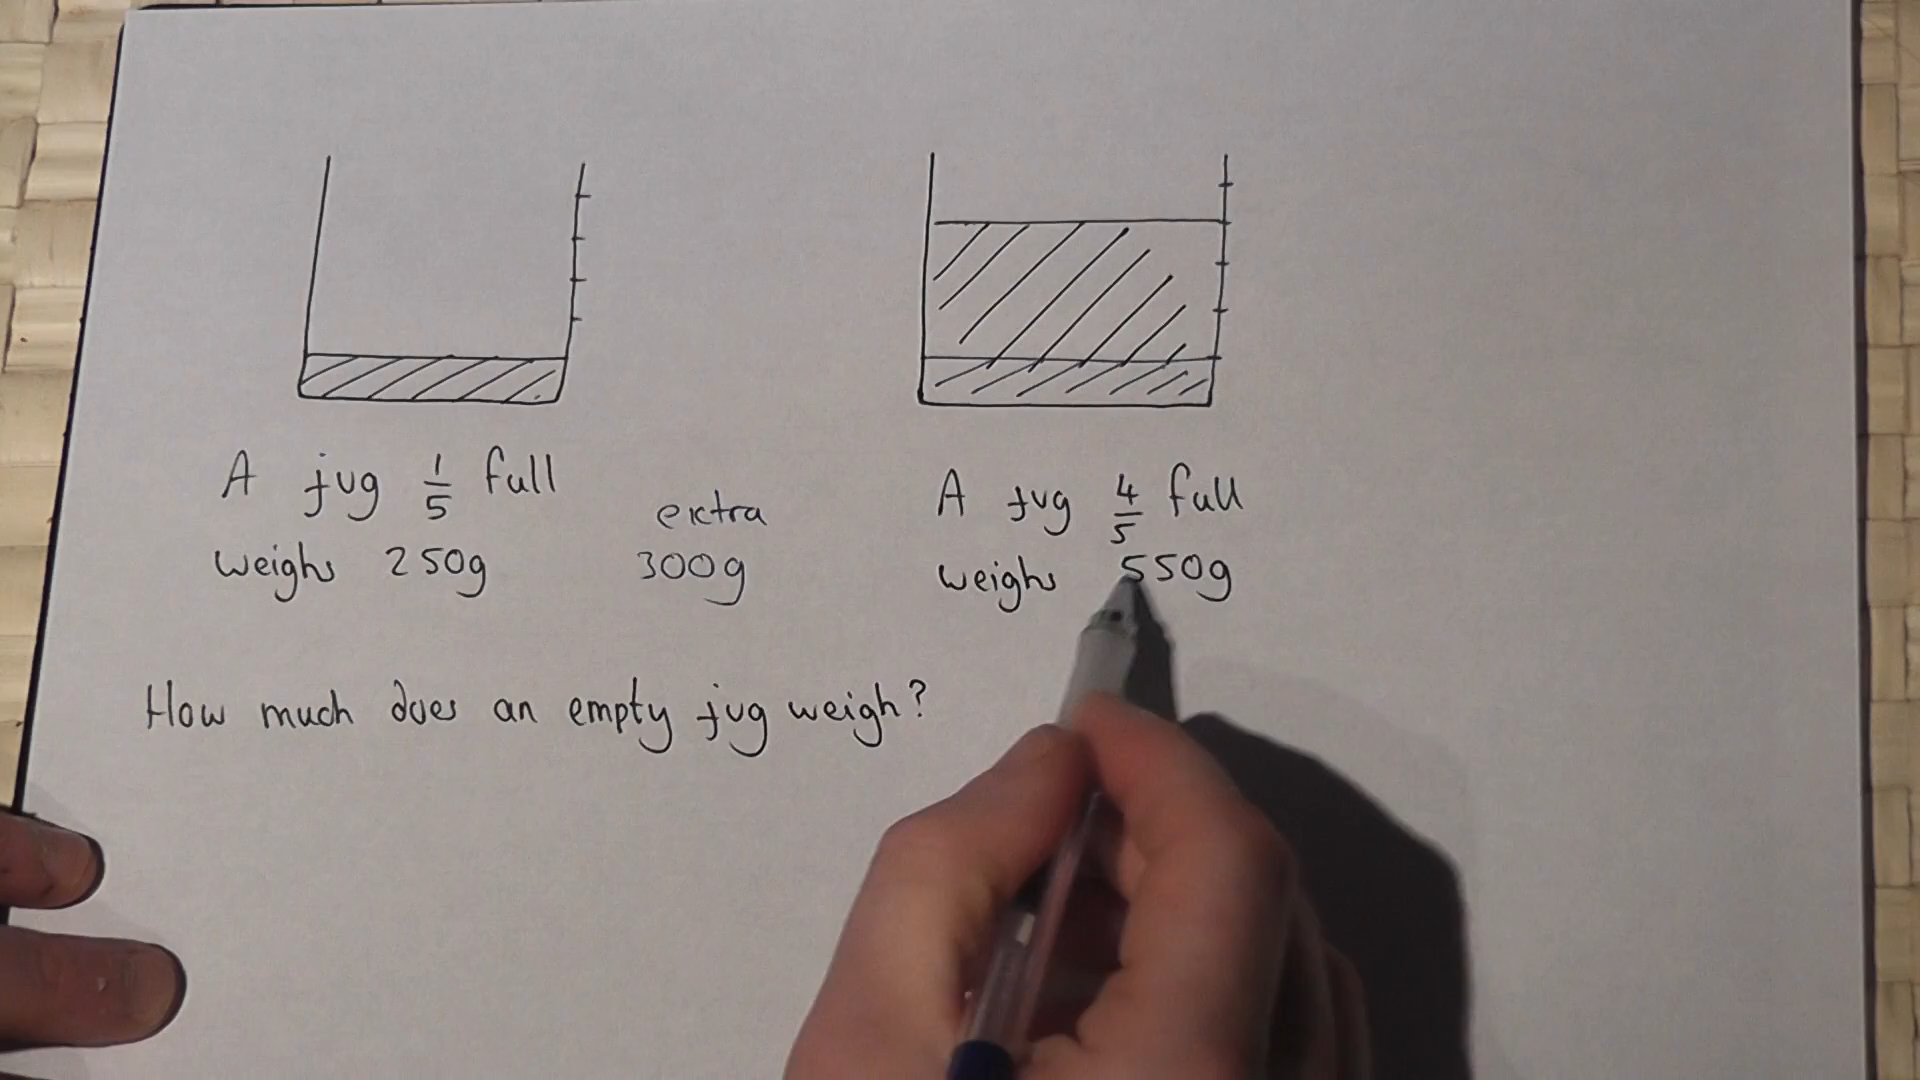 A jug 1/5 full
weighs 250g
extra
300g
A jug 4/5 full
weighs 550g
How much does an empty jug weigh?